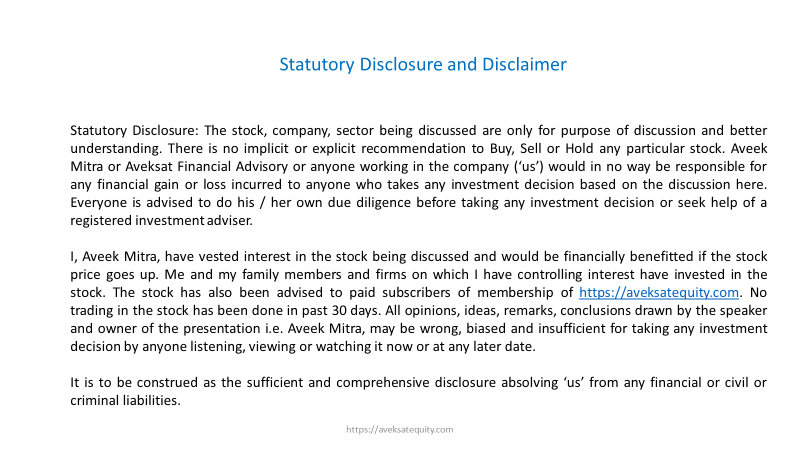 Statutory Disclosure and Disclaimer
Statutory Disclosure: The stock, company, sector being discussed are only for purpose of discussion and better
understanding. There is no implicit or explicit recommendation to Buy, Sell or Hold any particular stock. Aveek
Mitra or Aveksat Financial Advisory or anyone working in the company (‘us’) would in no way be responsible for
any financial gain or loss incurred to anyone who takes any investment decision based on the discussion here.
Everyone is advised to do his / her own due diligence before taking any investment decision or seek help of a
registered investment adviser.
I, Aveek Mitra, have vested interest in the stock being discussed and would be financially benefitted if the stock
price goes up. Me and my family members and firms on which I have controlling interest have invested in the
stock. The stock has also been advised to paid subscribers of membership of https://aveksatequity.com. No
trading in the stock has been done in past 30 days. All opinions, ideas, remarks, conclusions drawn by the speaker
and owner of the presentation i.e. Aveek Mitra, may be wrong, biased and insufficient for taking any investment
decision by anyone listening, viewing or watching it now or at any later date.
It is to be construed as the sufficient and comprehensive disclosure absolving ‘us’ from any financial or civil or
criminal liabilities.
https://aveksatequity.com